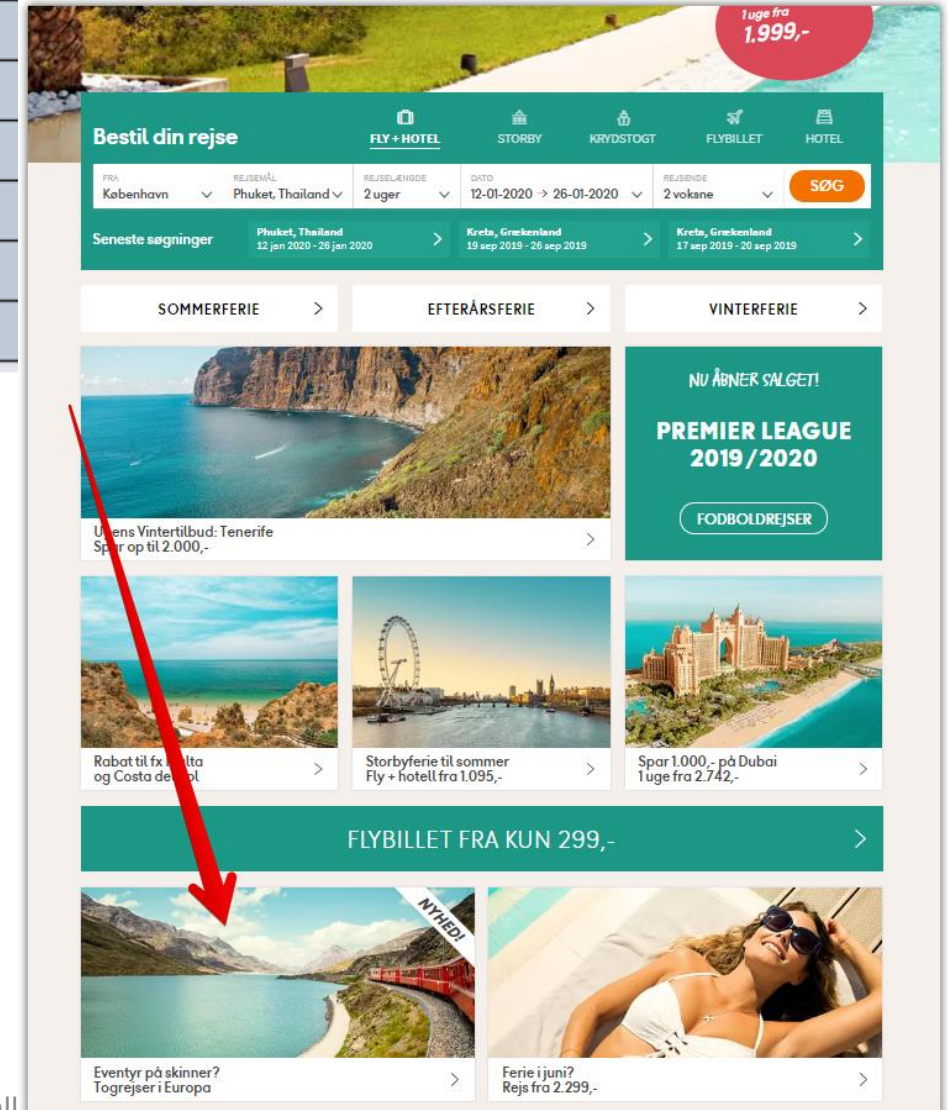 1 uge fra
1.999,-
Bestil din rejse
FLY + HOTEL
STORBY
KRYDSTOGT
FLYBILLET
HOTEL
FRA
København
REJSEMÅL
Phuket, Thailand
REJSELÆNGDE
2 uger
DATO
12-01-2020 → 26-01-2020
REJSENDE
2 voksne
SØG
Seneste søgninger
Phuket, Thailand
12 jan 2020 - 26 jan 2020
Kreta, Grækenland
19 sep 2019 - 26 sep 2019
Kreta, Grækenland
17 sep 2019 - 20 sep 2019
SOMMERFERIE
EFTERÅRSFERIE
VINTERFERIE
NU ÅBNER SALGET!
PREMIER LEAGUE
2019/2020
FODBOLDREJSER
Vintertilbud: Tenerife
op til 2.000,-
Rabat til fx
og Costa
Storbyferie til sommer
Fly + hotell fra 1.095,-
Spar 1.000,- på Dubai
1 uge fra 2.742,-
FLYBILLET FRA KUN 299,-
NYHED!
Eventyr på skinner?
Togrejser i Europa
Ferie i juni?
Rejs fra 2.299,-